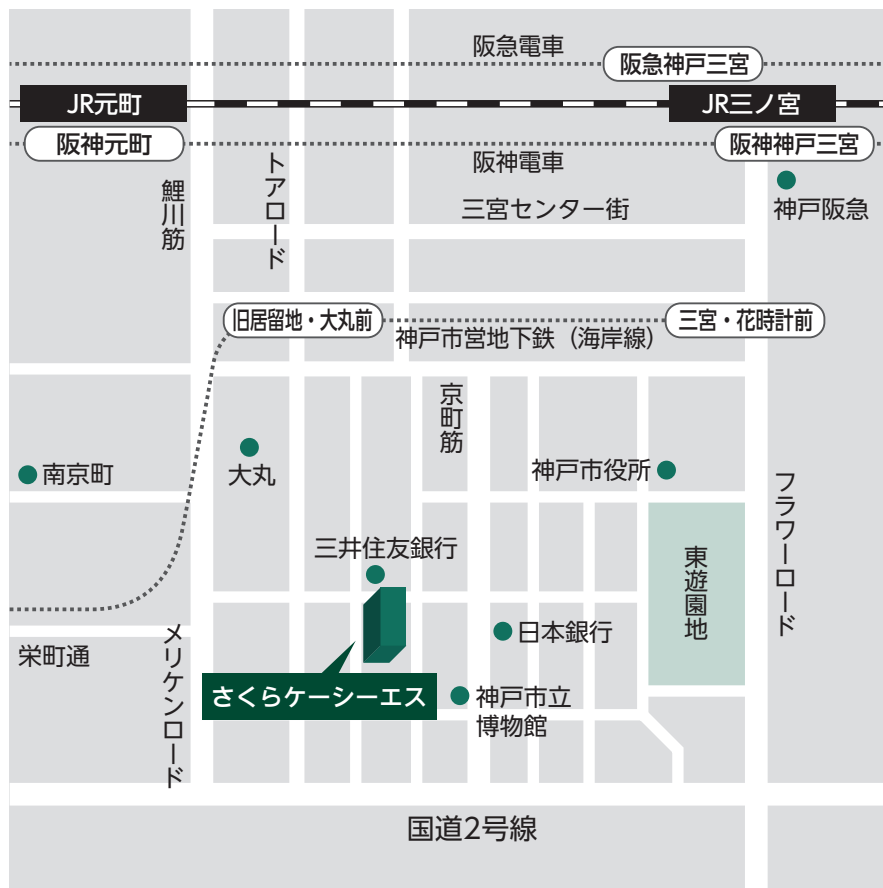 阪急電車
阪急神戸三宮
JR元町
JR三ノ宮
阪神元町
阪神電車
阪神神戸三宮
鯉川筋
トアロード
三宮センター街
神戸阪急
旧居留地・大丸前
三宮・花時計前
神戸市営地下鉄（海岸線）
京町筋
南京町
大丸
神戸市役所
フラワーロード
三井住友銀行
東遊園地
日本銀行
栄町通
メリケンロード
さくらケーシーエス
神戸市立
博物館
国道2号線